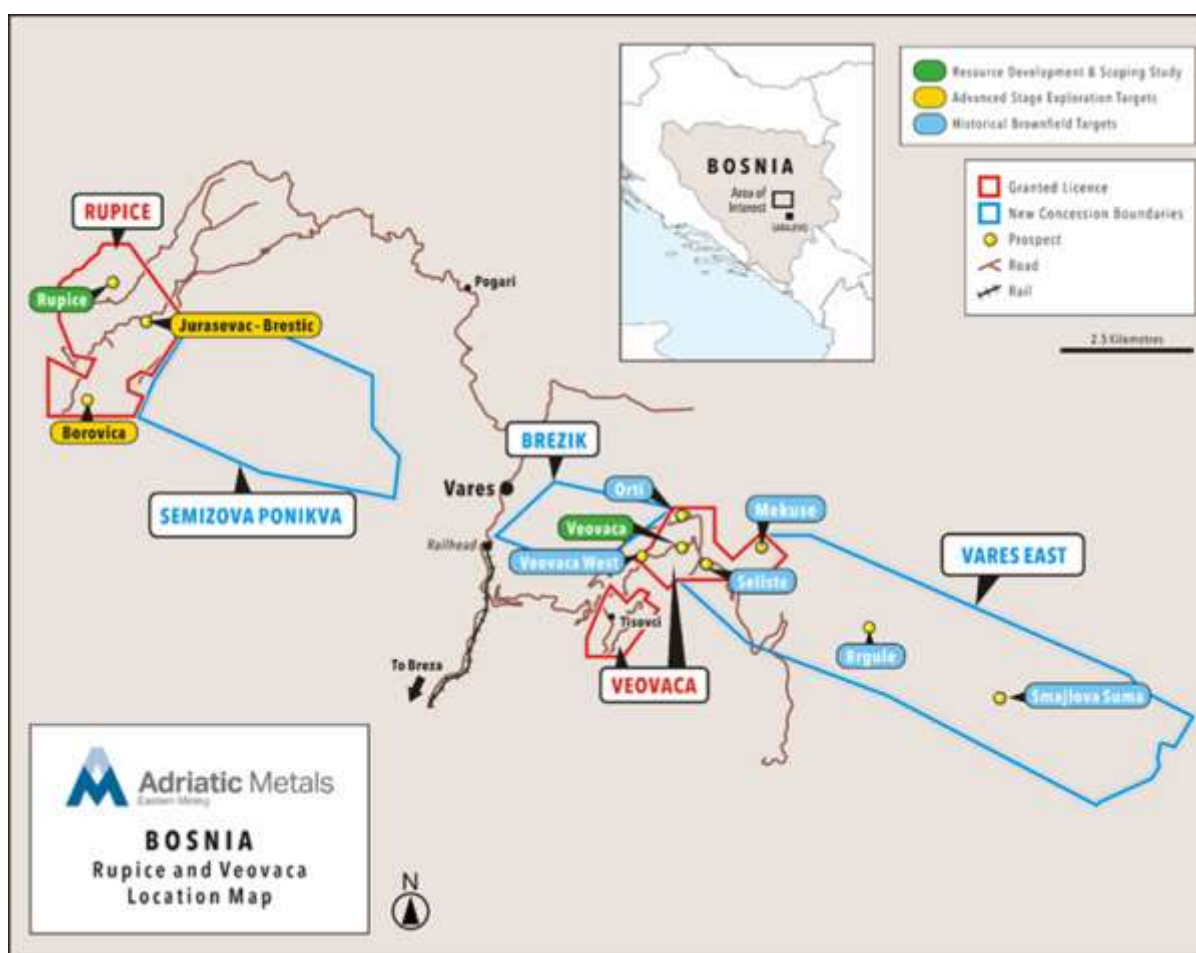 Resource Development & Scoping Study
Advanced Stage Exploration Targets
Historical Brownfield Targets
BOSNIA
Area of
Interest
SARAJEVO
Granted Licence
New Concession Boundaries
Prospect
Road
Rail
2.5 Kilometres
RUPICE
Rupice
Jurasevac - Brestic
Borovica
SEMIZOVA PONIKVA
Pogari
BREZIK
Vares
Railhead
Orti
Veovaca
Veovaca West
Mekuse
Seliste
VARES EAST
Tisovci
Brgule
Smajlova Suma
To Breza
VEOVACA
Adriatic Metals
Eastern Mining
BOSNIA
Rupice and Veovaca
Location Map
N